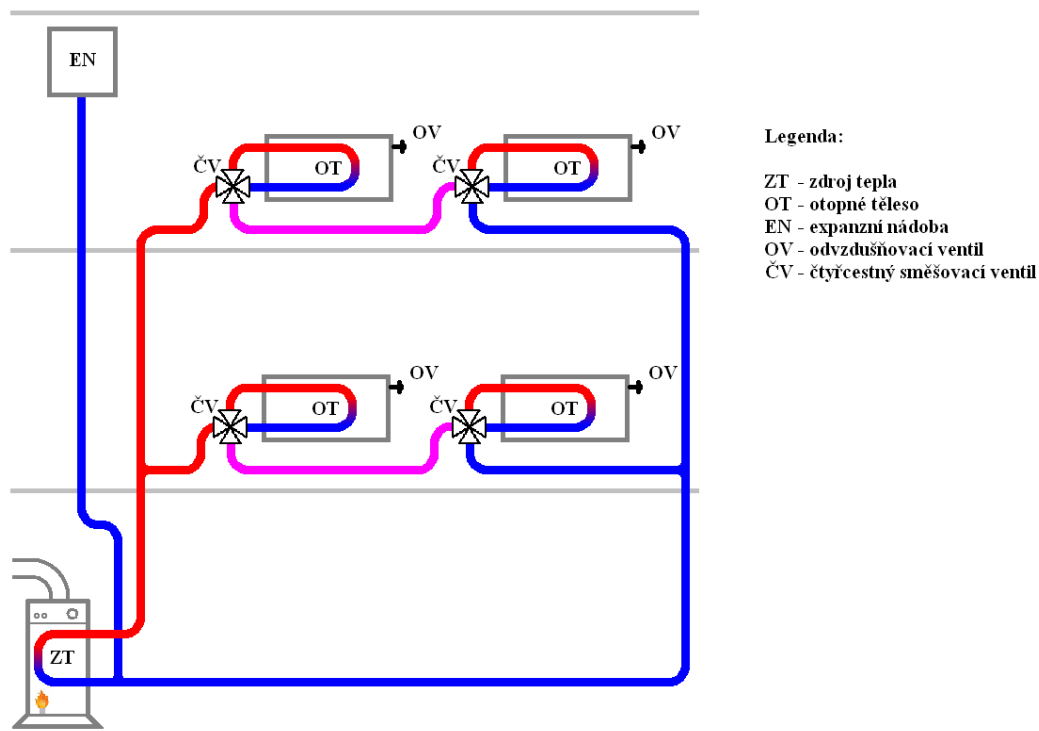 EN
OV
OV
ČV
OT
ČV
OT
Legenda:
ZT - zdroj tepla
OT - otopné těleso
EN - expanzní nádoba
OV - odvzdušňovací ventil
ČV - čtyřcestný směšovací ventil
OV
OV
ČV
OT
ČV
OT
ZT